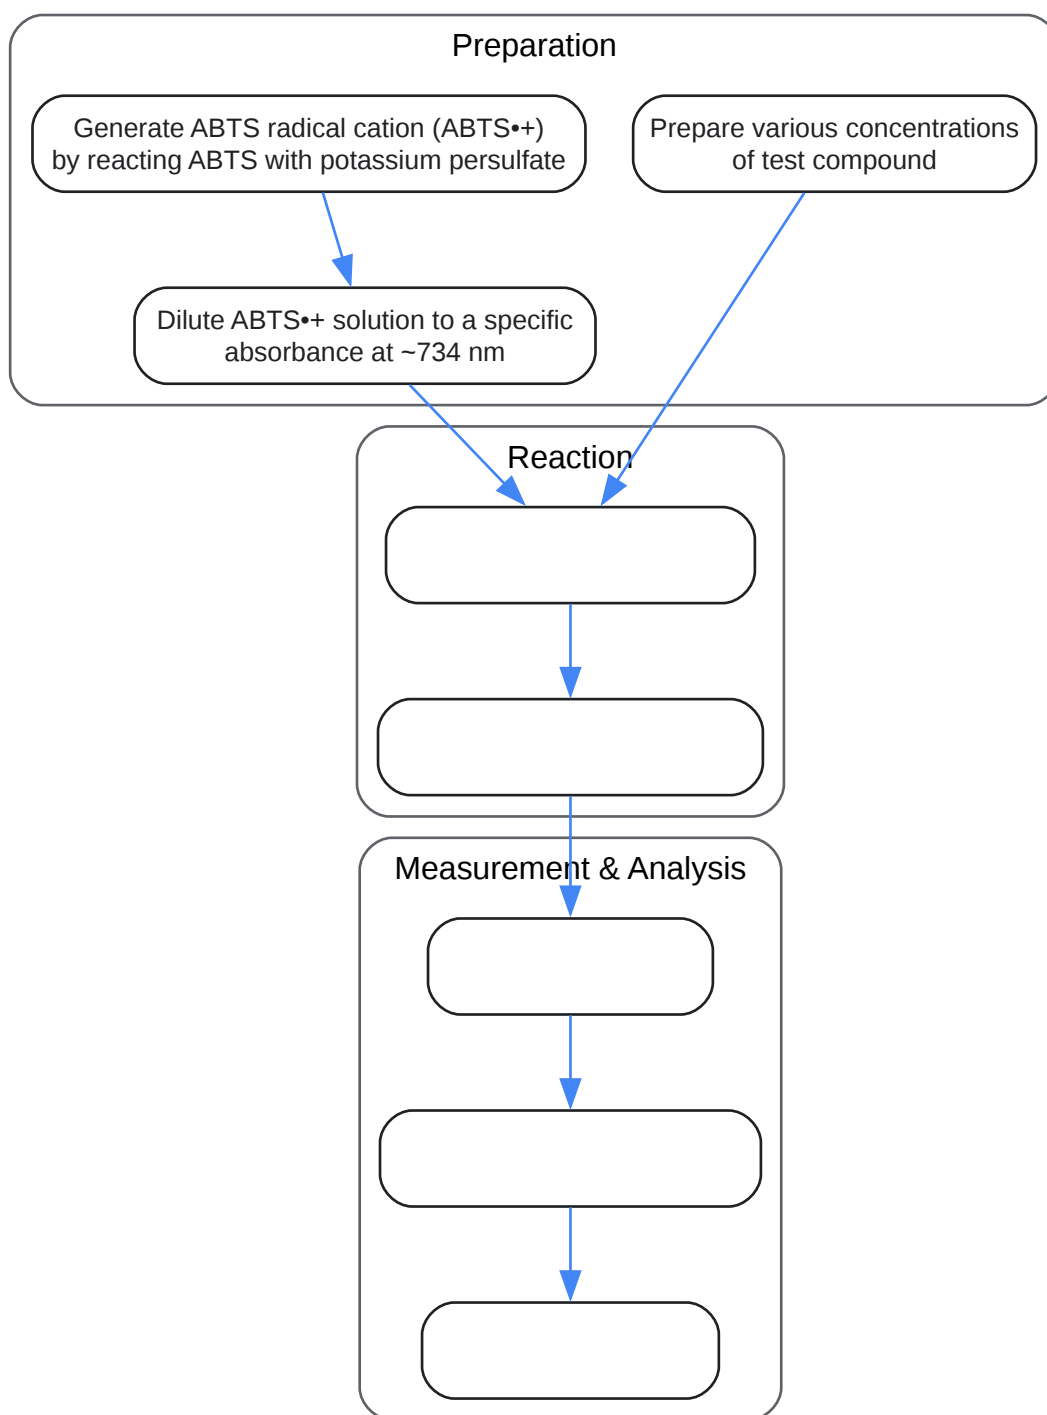 Preparation
Generate ABTS radical cation (ABTS•+)
by reacting ABTS with potassium persulfate
Prepare various concentrations
of test compound
Dilute ABTS•+ solution to a specific
absorbance at ~734 nm
Reaction
Measurement & Analysis